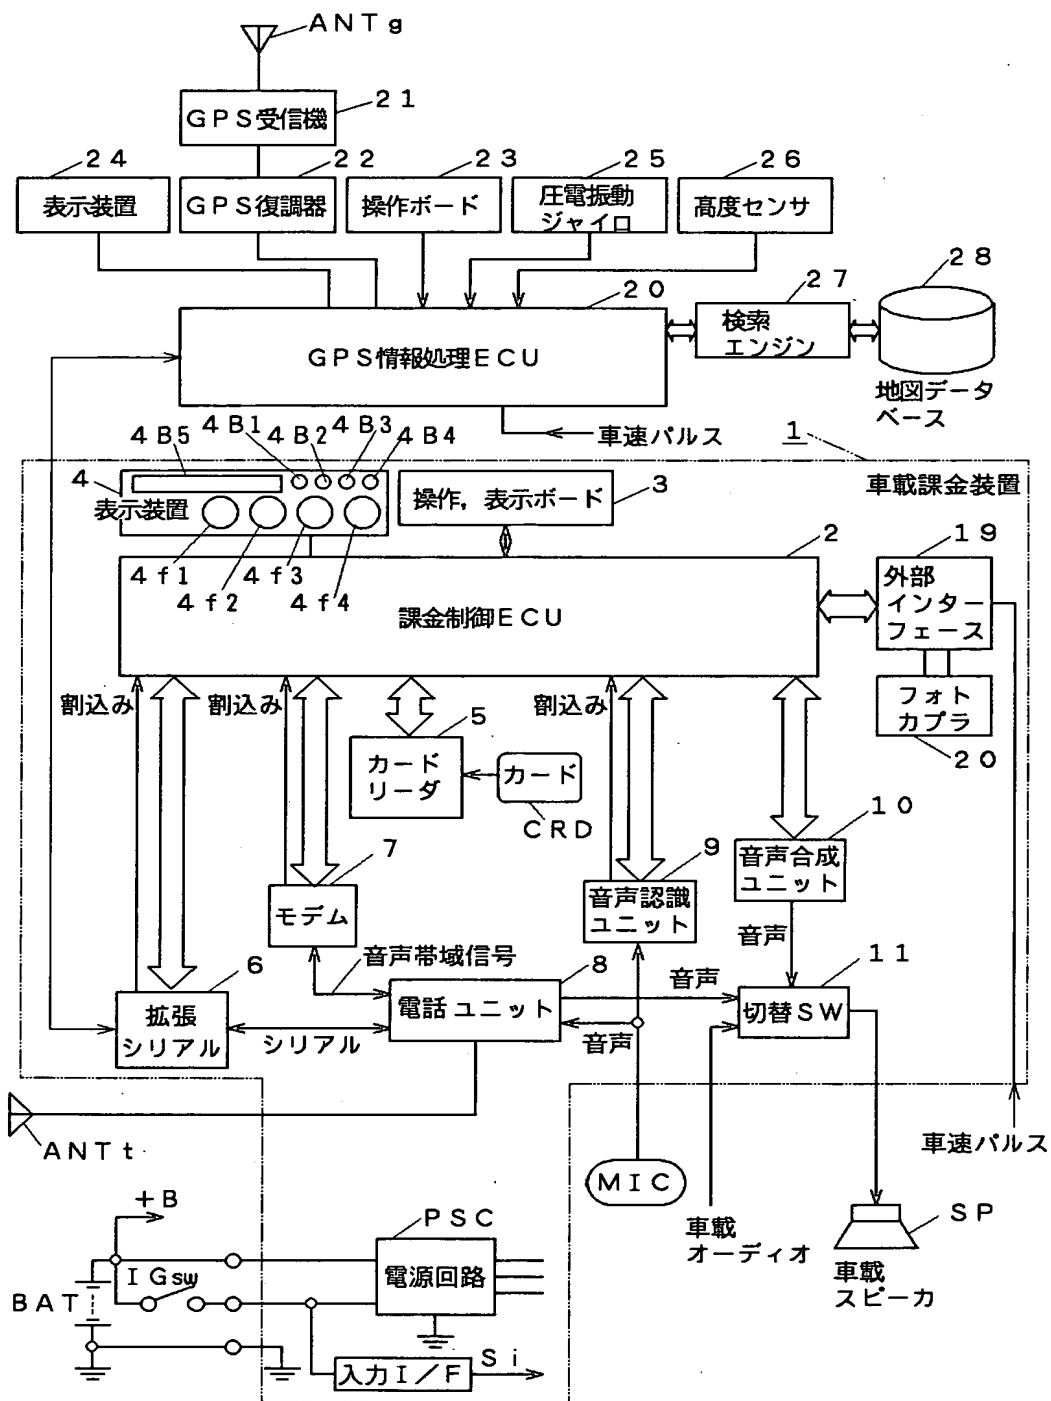 ＡＮＴｇ
２１
ＧＰＳ受信機
２４
２２
２３
２５
２６
表示装置
ＧＰＳ復調器
操作ボード
圧電振動
ジャイロ
高度センサ
２０
２７
２８
ＧＰＳ情報処理ＥＣＵ
検索
エンジン
地図データ
ベース
車速パルス
４Ｂ５
４Ｂ１
４Ｂ２
４Ｂ３
４Ｂ４
１
車載課金装置
４
表示装置
操作，表示ボード
３
４ｆ１
４ｆ２
４ｆ３
４ｆ４
２
課金制御ＥＣＵ
１９
外部
インター
フェース
フォト
カプラ
２０
割込み
割込み
割込み
５
カード
リーダ
カード
ＣＲＤ
７
モデム
９
音声認識
ユニット
１０
音声合成
ユニット
音声
音声帯域信号
６
拡張
シリアル
シリアル
８
電話ユニット
音声
音声
１１
切替ＳＷ
ＡＮＴｔ
ＭＩＣ
車載
オーディオ
車速パルス
ＳＰ
車載
スピーカ
＋Ｂ
ＰＳＣ
ＩＧsw
電源回路
ＢＡＴ
入力Ｉ／Ｆ
Ｓｉ